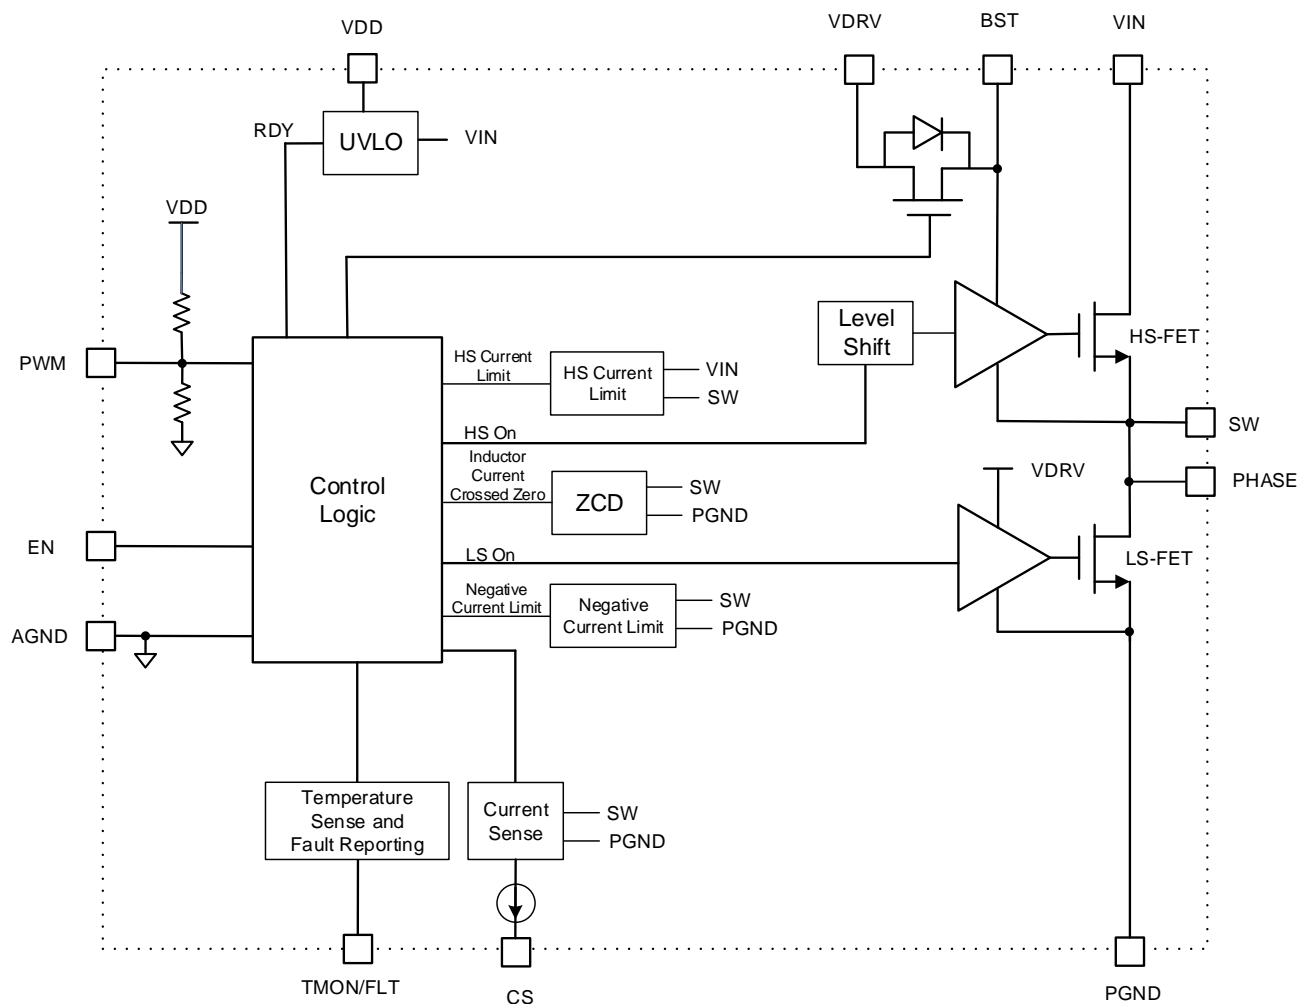 VDD
VDRV
BST
VIN
RDY
UVLO
VIN
VDD
PWM
Level
Shift
HS-FET
HS Current
Limit
HS Current
Limit
VIN
SW
SW
HS On
Inductor
Current
Crossed Zero
ZCD
SW
PGND
VDRV
PHASE
Control
Logic
EN
LS On
LS-FET
Negative
Current Limit
Negative
Current Limit
SW
PGND
AGND
Temperature
Sense and
Fault Reporting
Current
Sense
SW
PGND
TMON/FLT
CS
PGND